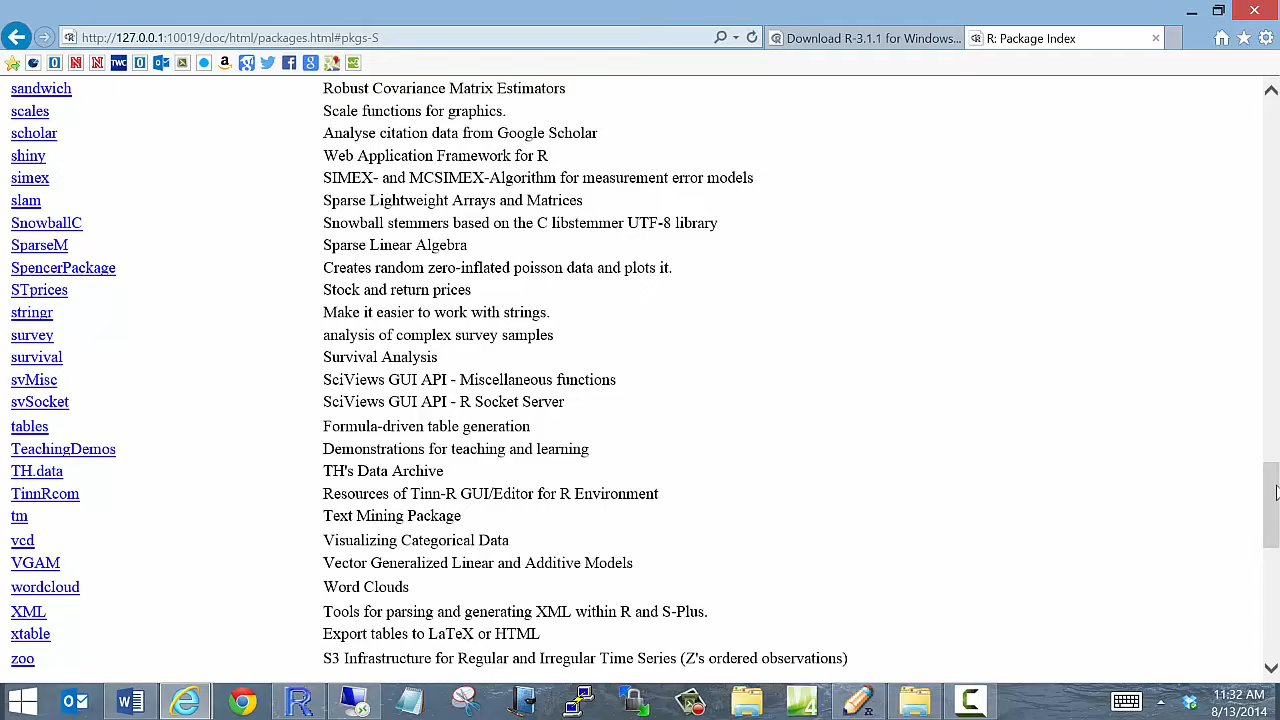 http://127.0.0.1:10019/doc/html/packages.html#pkgs-S
Download R-3.1.1 for Windows...
R: Package Index
sandwich Robust Covariance Matrix Estimators
scales Scale functions for graphics.
scholar Analyse citation data from Google Scholar
shiny Web Application Framework for R
simex SIMEX- and MCSIMEX-Algorithm for measurement error models
slam Sparse Lightweight Arrays and Matrices
SnowballC Snowball stemmers based on the C libstemmer UTF-8 library
SparseM Sparse Linear Algebra
SpencerPackage Creates random zero-inflated poisson data and plots it.
STprices Stock and return prices
stringr Make it easier to work with strings.
survey analysis of complex survey samples
survival Survival Analysis
svMisc SciViews GUI API - Miscellaneous functions
svSocket SciViews GUI API - R Socket Server
tables Formula-driven table generation
TeachingDemos Demonstrations for teaching and learning
TH.data TH's Data Archive
TinnRcom Resources of Tinn-R GUI/Editor for R Environment
tm Text Mining Package
vcd Visualizing Categorical Data
VGAM Vector Generalized Linear and Additive Models
wordcloud Word Clouds
XML Tools for parsing and generating XML within R and S-Plus.
xtable Export tables to LaTeX or HTML
zoo S3 Infrastructure for Regular and Irregular Time Series (Z's ordered observations)
11:32 AM
8/13/2014